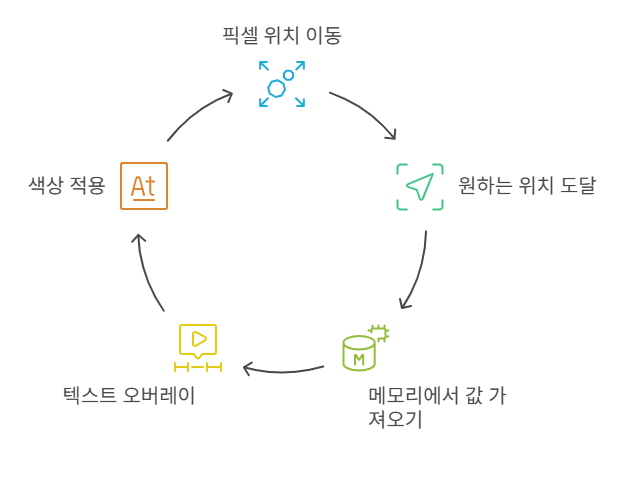 픽셀 위치 이동
원하는 위치 도달
메모리에서 값 가
져오기
텍스트 오버레이
색상 적용
At
M